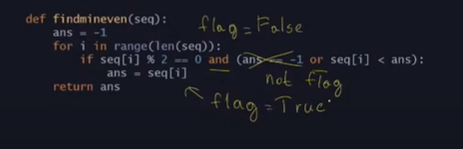 def findmineven(seq):
flag = False
ans = -1
for i in range(len(seq)):
if seq[i] % 2 == 0 and (ans == -1 or seq[i] < ans):
not flag
ans = seq[i]
flag = True
return ans